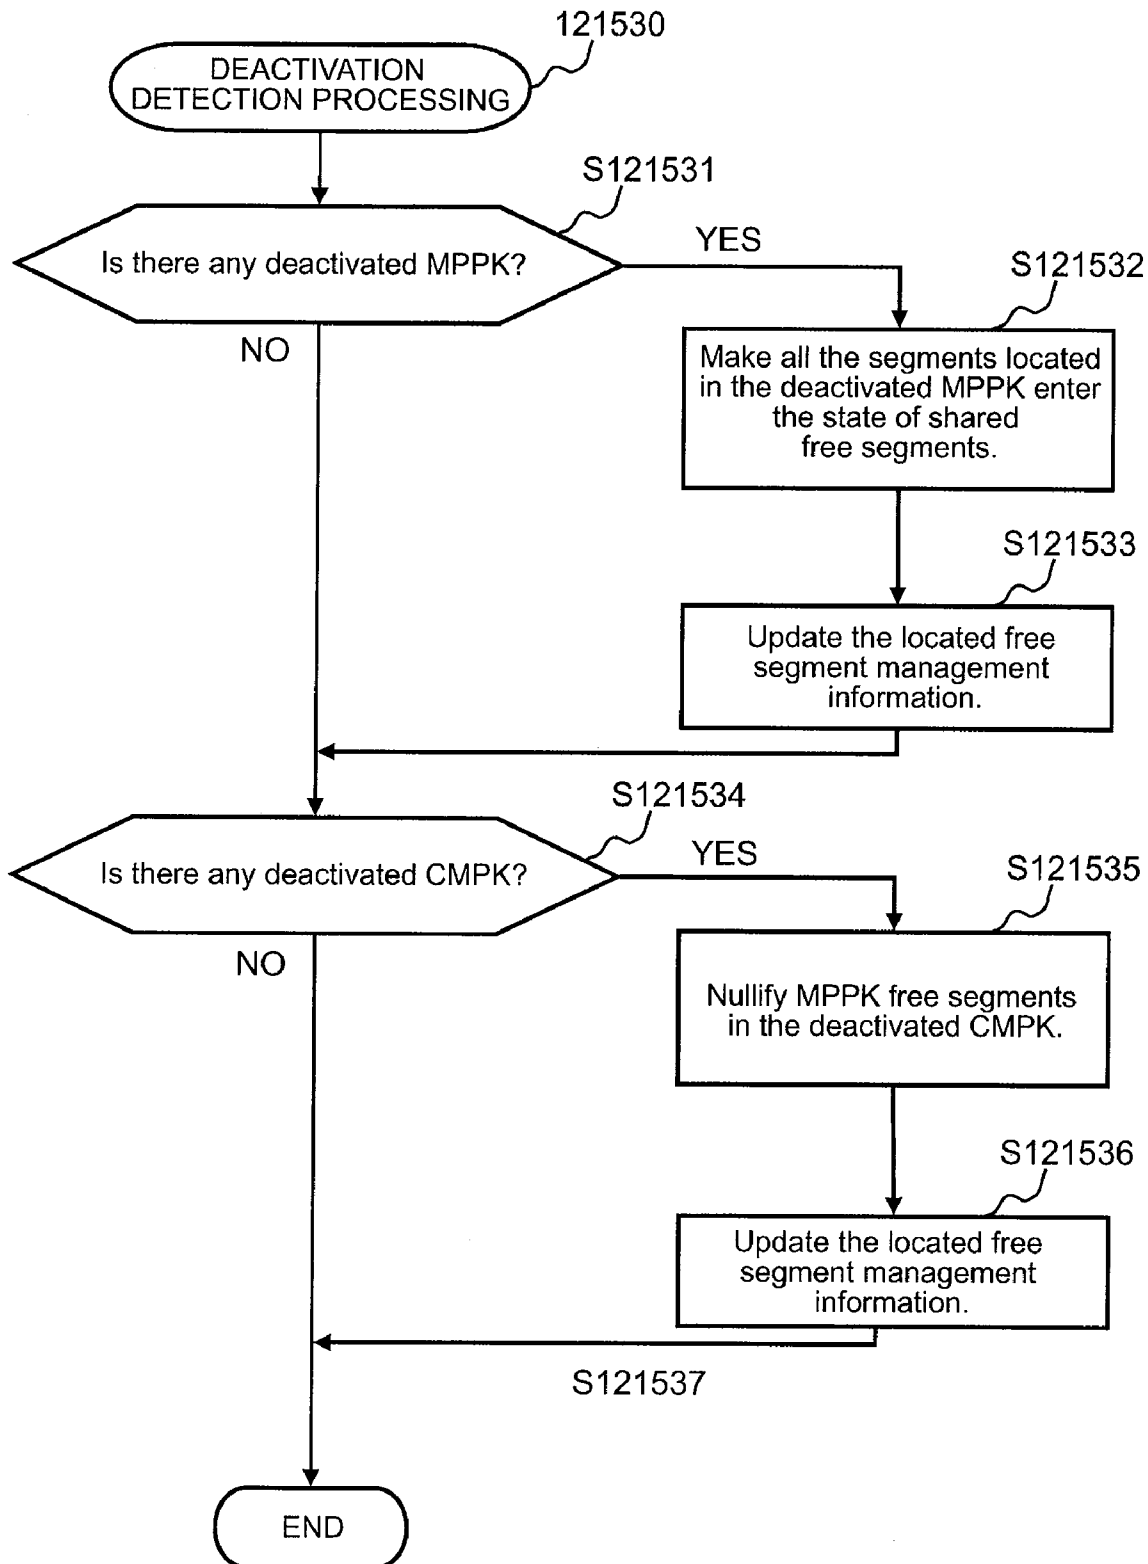 121530
DEACTIVATION
DETECTION PROCESSING
S121531
Is there any deactivated MPPK?
YES
NO
S121532
Make all the segments located
in the deactivated MPPK enter
the state of shared
free segments.
S121533
Update the located free
segment management
information.
S121534
Is there any deactivated CMPK?
YES
NO
S121535
Nullify MPPK free segments
in the deactivated CMPK.
S121536
Update the located free
segment management
information.
S121537
END